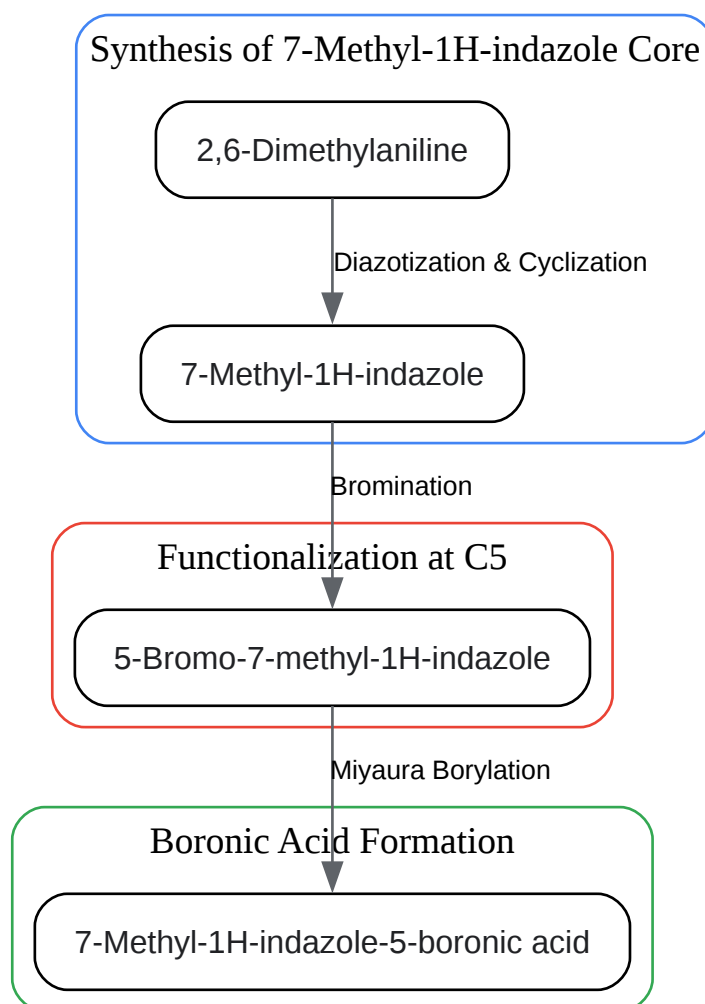 Synthesis of 7-Methyl-1H-indazole Core
2,6-Dimethylaniline
Diazotization & Cyclization
7-Methyl-1H-indazole
Bromination
Functionalization at C5
5-Bromo-7-methyl-1H-indazole
Miyaura Borylation
Boronic Acid Formation
7-Methyl-1H-indazole-5-boronic acid